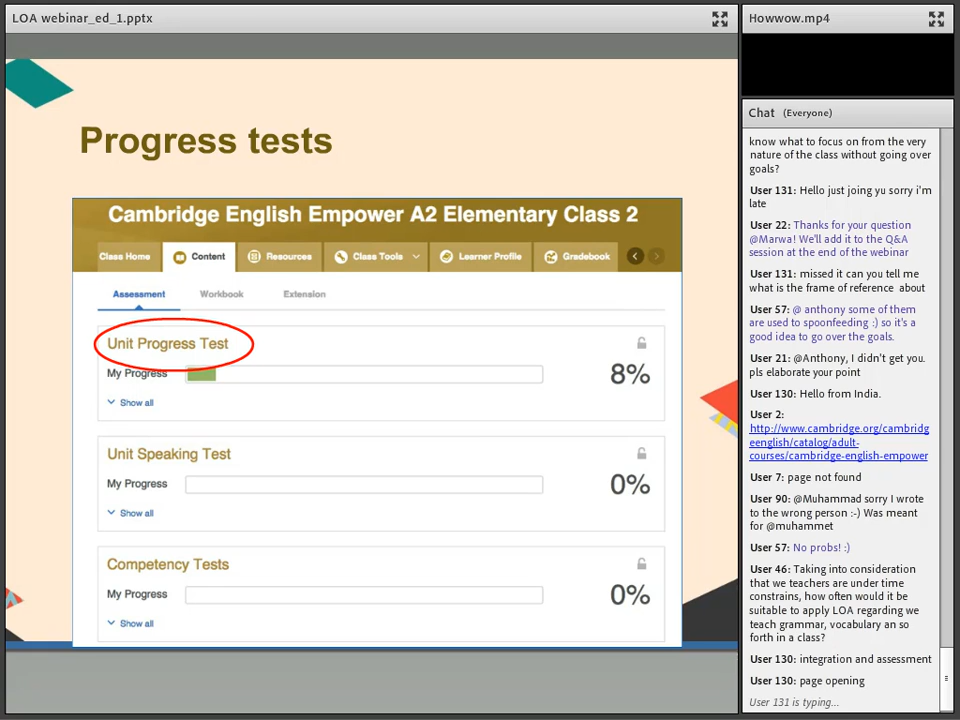 LOA webinar_ed_1.pptx
Progress tests
Cambridge English Empower A2 Elementary Class 2
Class Home
Content
Resources
Class Tools
Learner Profile
Gradebook
Assessment
Workbook
Extension
Unit Progress Test
My Progress
8%
Show all
Unit Speaking Test
My Progress
0%
Show all
Competency Tests
My Progress
0%
Show all
Howwow.mp4
Chat (Everyone)
know what to focus on from the very
nature of the class without going over
goals?
User 131: Hello just joing yu sorry i'm
late
User 22: Thanks for your question
@Marwa! We'll add it to the Q&A
session at the end of the webinar
User 131: missed it can you tell me
what is the frame of reference about
User 57: @ anthony some of them
are used to spoonfeeding :) so it's a
good idea to go over the goals.
User 21: @Anthony, I didn't get you.
pls elaborate your point
User 130: Hello from India.
User 2:
http://www.cambridge.org/cambridg
eenglish/catalog/adult-
courses/cambridge-english-empower
User 7: page not found
User 90: @Muhammad sorry I wrote
to the wrong person :-) Was meant
for @muhammet
User 57: No probs! :)
User 46: Taking into consideration
that we teachers are under time
constrains, how often would it be
suitable to apply LOA regarding we
teach grammar, vocabulary an so
forth in a class?
User 130: integration and assessment
User 130: page opening
User 131 is typing...